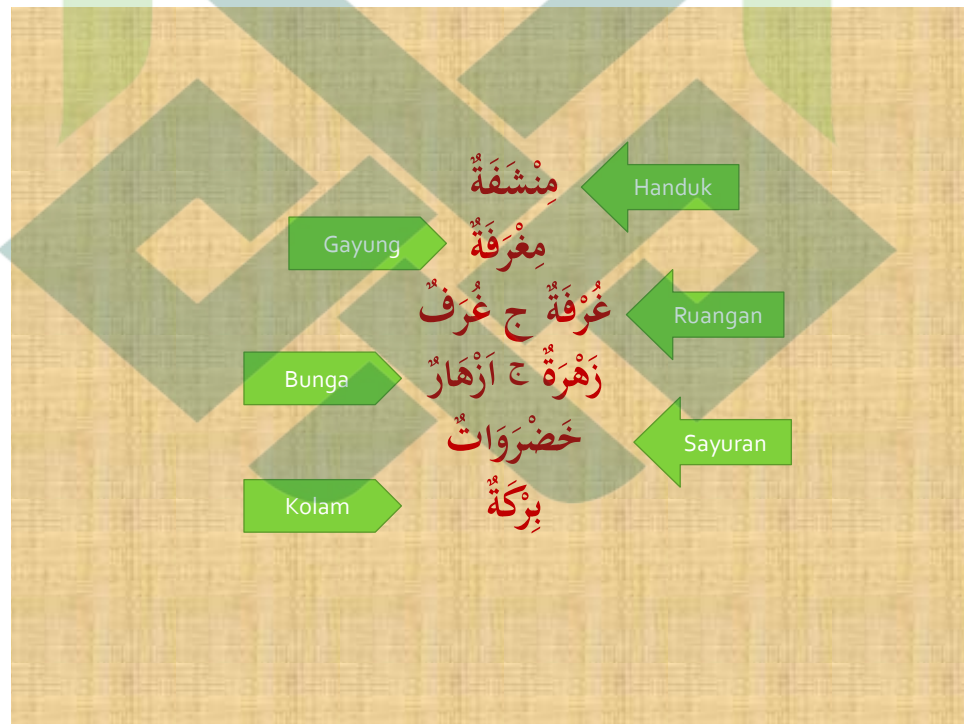 مِنْشَفَةٌ
Handuk
مِغْرَفَةٌ
Gayung
غُرْفَةٌ ج غُرَفٌ
Ruangan
زَهْرَةٌ ج اَزْهَارٌ
Bunga
خَضْرَوَاتٌ
Sayuran
بِرْكَةٌ
Kolam